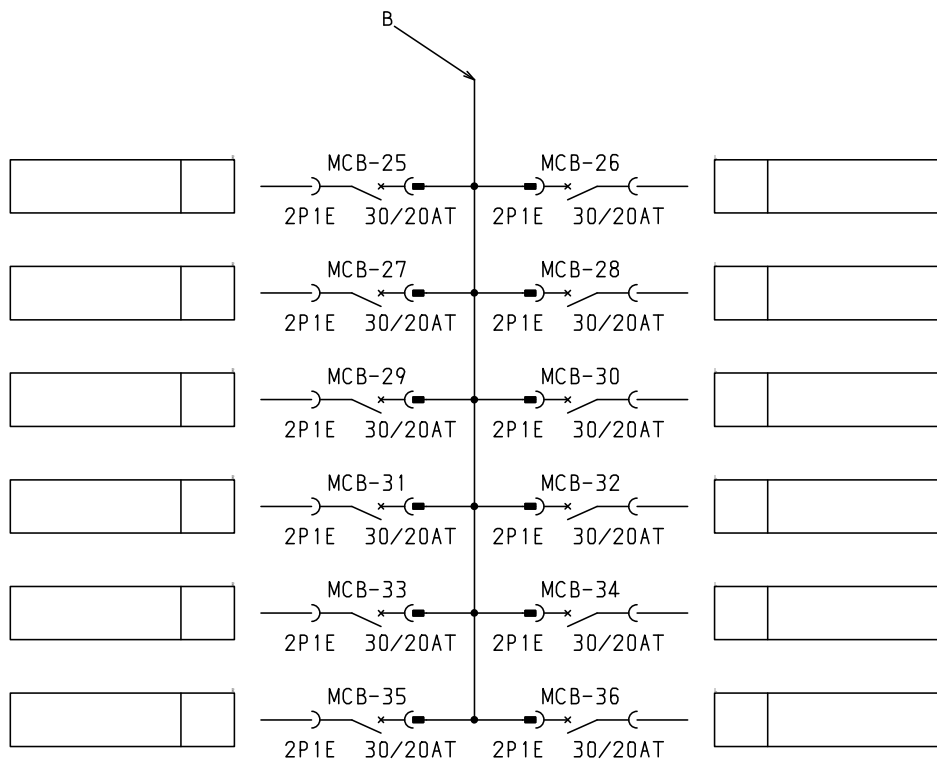 B
MCB-25 MCB-26
2P1E 30/20AT 2P1E 30/20AT
MCB-27 MCB-28
2P1E 30/20AT 2P1E 30/20AT
MCB-29 MCB-30
2P1E 30/20AT 2P1E 30/20AT
MCB-31 MCB-32
2P1E 30/20AT 2P1E 30/20AT
MCB-33 MCB-34
2P1E 30/20AT 2P1E 30/20AT
MCB-35 MCB-36
2P1E 30/20AT 2P1E 30/20AT